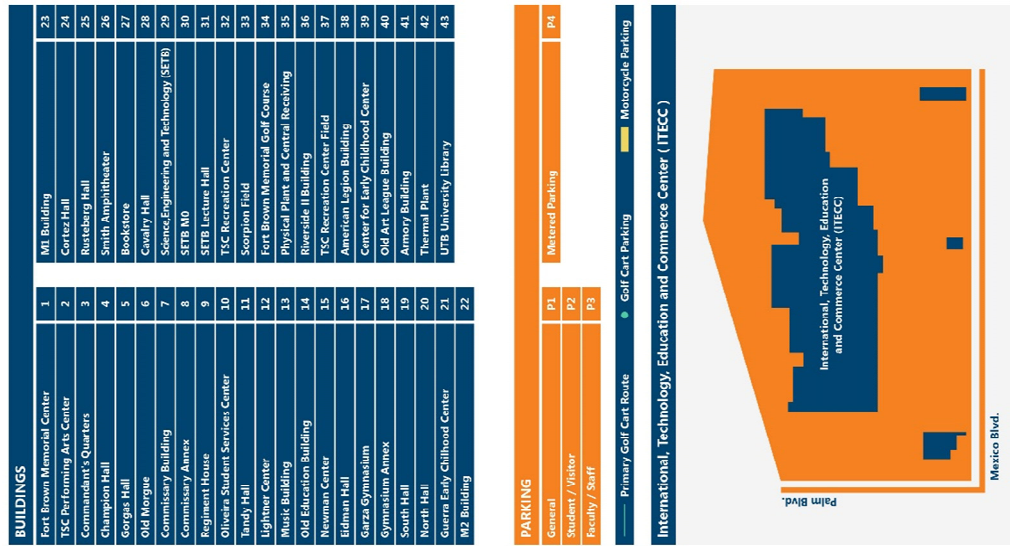 BUILDINGS
Fort Brown Memorial Center 1
TSC Performing Arts Center 2
Commandant's Quarters 3
Champion Hall 4
Gorgas Hall 5
Old Morgue 6
Commissary Building 7
Commissary Annex 8
Regiment House 9
Oliveira Student Services Center 10
Tandy Hall 11
Lightner Center 12
Music Building 13
Old Education Building 14
Newman Center 15
Eidman Hall 16
Garza Gymnasium 17
Gymnasium Annex 18
South Hall 19
North Hall 20
Guerra Early Chilhood Center 21
M2 Building 22
M1 Building 23
Cortez Hall 24
Rusteberg Hall 25
Smith Amphitheater 26
Bookstore 27
Cavalry Hall 28
Science,Engineering and Technology (SETB) 29
SETB M0 30
SETB Lecture Hall 31
TSC Recreation Center 32
Scorpion Field 33
Fort Brown Memorial Golf Course 34
Physical Plant and Central Receiving 35
Riverside II Building 36
TSC Recreation Center Field 37
American Legion Building 38
Center for Early Childhood Center 39
Old Art League Building 40
Armory Building 41
Thermal Plant 42
UTB University Library 43
PARKING
General P1
Student / Visitor P2
Faculty / Staff P3
Metered Parking P4
Primary Golf Cart Route Golf Cart Parking Motorcycle Parking
International, Technology, Education and Commerce Center ( ITECC)
Palm Blvd.
International, Technology, Education
and Commerce Center (ITECC)
Mexico Blvd.